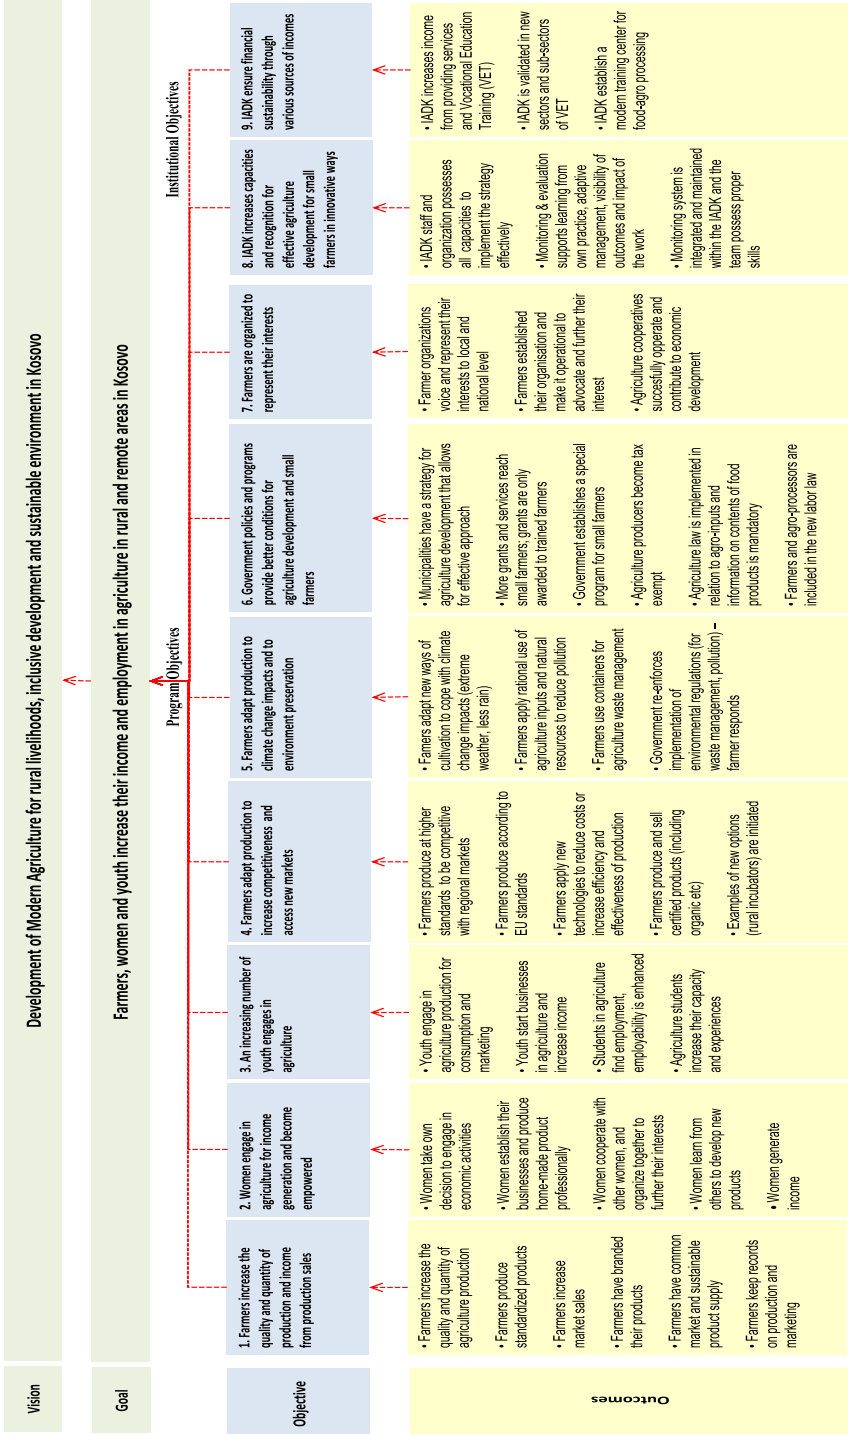 Vision
Development of Modern Agriculture for rural livelihoods, inclusive development and sustainable environment in Kosovo
Goal
Farmers, women and youth increase their income and employment in agriculture in rural and remote areas in Kosovo
Program Objectives
Institutional Objectives
Objective
1. Farmers increase the
quality and quantity of
production and income
from production sales
2. Women engage in
agriculture for income
generation and become
empowered
3. An increasing number of
youth engages in
agriculture
4. Farmers adapt production to
increase competitiveness and
access new markets
5. Farmers adapt production to
climate change impacts and to
environment preservation
6. Government policies and programs
provide better conditions for
agriculture development and small
farmers
7. Farmers are organized to
represent their interests
8. IADK increases capacities
and recognition for
effective agriculture
development for small
farmers in innovative ways
9. IADK ensure financial
sustainability through
various sources of incomes
Outcomes
• Farmers increase the
quality and quantity of
agriculture production
• Farmers produce
standardized products
• Farmers increase
market sales
• Farmers have branded
their products
• Farmers have common
market and sustainable
product supply
• Farmers keep records
on production and
marketing
• Women take own
decision to engage in
economic activities
• Women establish their
businesses and produce
home-made product
professionally
• Women cooperate with
other women, and
organize together to
further their interests
• Women learn from
others to develop new
products
• Women generate
income
• Youth engage in
agriculture production for
consumption and
marketing
• Youth start businesses
in agriculture and
increase income
• Students in agriculture
find employment,
employability is enhanced
• Agriculture students
increase their capacity
and experiences
• Farmers produce at higher
standards to be competitive
with regional markets
• Farmers produce according to
EU standards
• Farmers apply new
technologies to reduce costs or
increase efficiency and
effectiveness of production
• Farmers produce and sell
certified products (including
organic etc)
• Examples of new options
(rural incubators) are initiated
• Famers adapt new ways of
cultivation to cope with climate
change impacts (extreme
weather, less rain)
• Farmers apply rational use of
agriculture inputs and natural
resources to reduce pollution
• Farmers use containers for
agriculture waste management
• Government re-enforces
implementation of
environmental regulations (for
waste management, pollution) –
farmer responds
• Municipalities have a strategy for
agriculture development that allows
for effective approach
• More grants and services reach
small farmers; grants are only
awarded to trained farmers
• Government establishes a special
program for small farmers
• Agriculture producers become tax
exempt
• Agriculture law is implemented in
relation to agro-inputs and
information on contents of food
products is mandatory
• Farmers and agro-processors are
included in the new labor law
• Farmer organizations
voice and represent their
interests to local and
national level
• Farmers established
their organisation and
make it operational to
advocate and further their
interest
• Agriculture cooperatives
succesfully opperate and
contribute to economic
development
• IADK staff and
organization possesses
all capacities to
implement the strategy
effectively
• Monitoring & evaluation
supports learning from
own practice, adaptive
management, visibility of
outcomes and impact of
the work
• Monitoring system is
integrated and maintained
within the IADK and the
team possess proper
skills
• IADK increases income
from providing services
and Vocational Education
Training (VET)
• IADK is validated in new
sectors and sub-sectors
of VET
• IADK establish a
modern training center for
food-agro processing